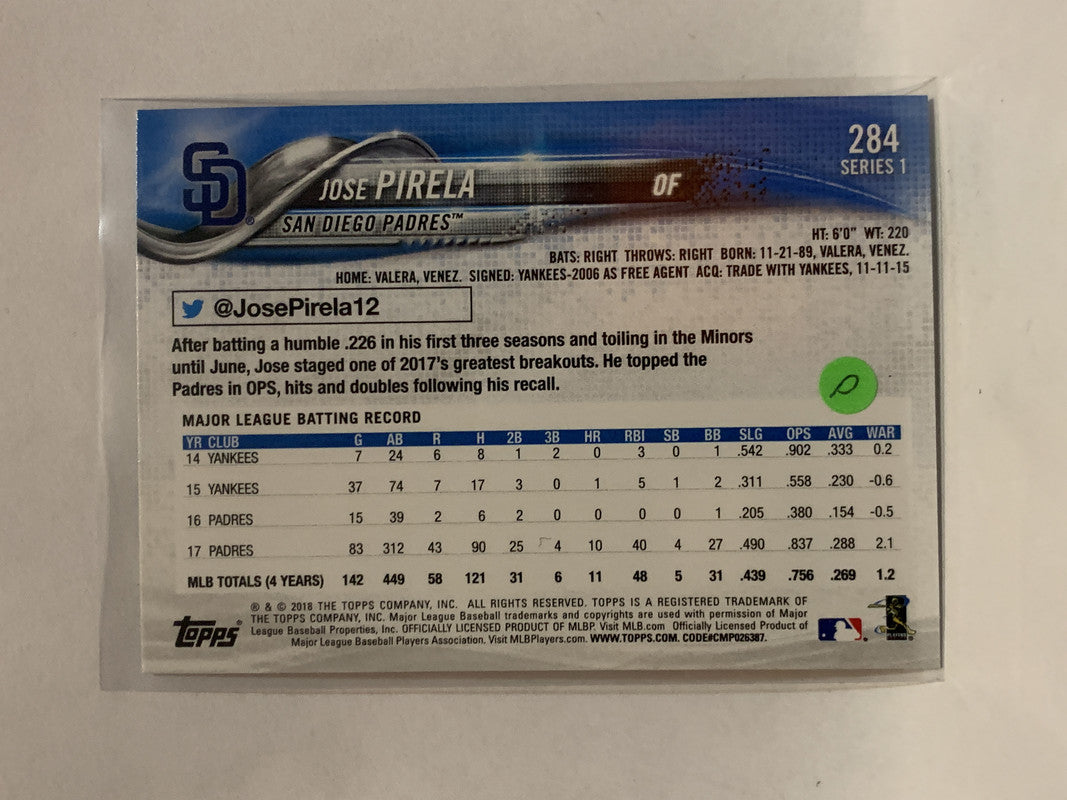 284
SERIES 1
SD
JOSE PIRELA OF
SAN DIEGO PADRES™
HT: 6'0" WT: 220
BATS: RIGHT THROWS: RIGHT BORN: 11-21-89, VALERA, VENEZ.
HOME: VALERA, VENEZ. SIGNED: YANKEES-2006 AS FREE AGENT ACQ: TRADE WITH YANKEES, 11-11-15
@JosePirela12
After batting a humble .226 in his first three seasons and toiling in the Minors
until June, Jose staged one of 2017's greatest breakouts. He topped the
Padres in OPS, hits and doubles following his recall.
MAJOR LEAGUE BATTING RECORD
YR CLUB G AB R H 2B 3B HR RBI SB BB SLG OPS AVG WAR
14 YANKEES 7 24 6 8 1 2 0 3 0 1 .542 .902 .333 0.2
15 YANKEES 37 74 7 17 3 0 1 5 1 2 .311 .558 .230 -0.6
16 PADRES 15 39 2 6 2 0 0 0 0 1 .205 .380 .154 -0.5
17 PADRES 83 312 43 90 25 4 10 40 4 27 .490 .837 .288 2.1
MLB TOTALS (4 YEARS) 142 449 58 121 31 6 11 48 5 31 .439 .756 .269 1.2
® & © 2018 THE TOPPS COMPANY, INC. ALL RIGHTS RESERVED. TOPPS IS A REGISTERED TRADEMARK OF
THE TOPPS COMPANY, INC. Major League Baseball trademarks and copyrights are used with permission of Major
League Baseball Properties, Inc. OFFICIALLY LICENSED PRODUCT OF MLBP. Visit MLB.com Officially Licensed Product of
Major League Baseball Players Association. Visit MLBPlayers.com. WWW.TOPPS.COM. CODE#CMP026387.
TOPPS®
PLAYERS